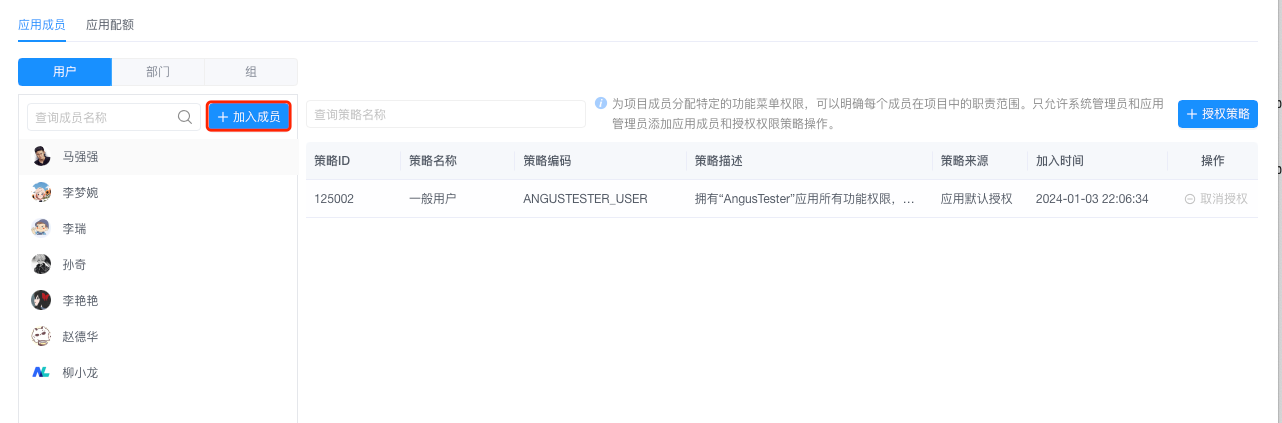 应用成员 应用配额
用户 部门 组
查询成员名称 + 加入成员
马强强
李梦婉
李瑞
孙奇
李艳艳
赵德华
柳小龙
查询策略名称
为项目成员分配特定的功能菜单权限，可以明确每个成员在项目中的职责范围。只允许系统管理员和应用
管理员添加应用成员和授权权限策略操作。
+ 授权策略
策略ID 策略名称 策略编码 策略描述 策略来源 加入时间 操作
125002 一般用户 ANGUSTESTER_USER 拥有“AngusTester”应用所有功能权限，... 应用默认授权 2024-01-03 22:06:34 取消授权